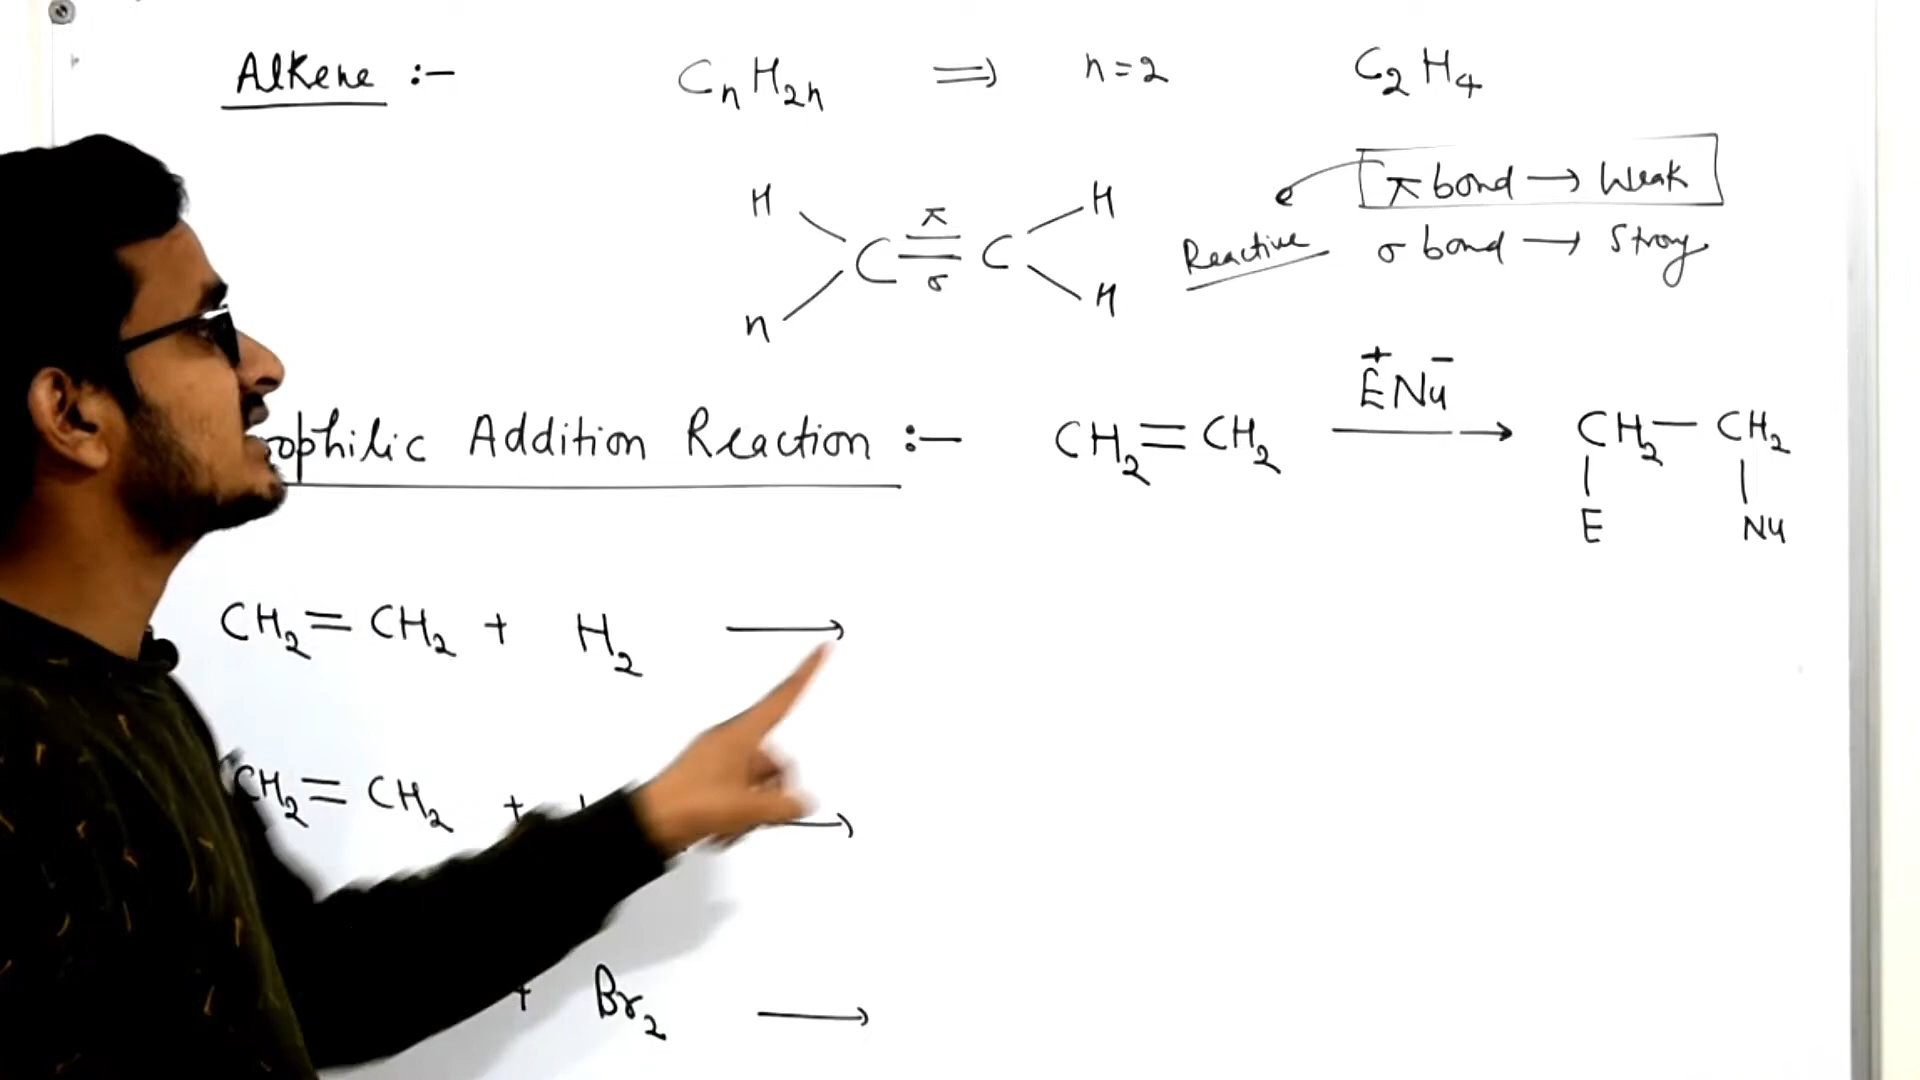 Alkene :- CnH2n ⇒ n=2 C2H4
π bond → Weak
σ bond → Strong
Reactive
H H
π
C=C
σ
n H
E⁺Nu⁻
ophilic Addition Reaction :- CH2=CH2 → CH2-CH2
E Nu
CH2=CH2 + H2 →
CH2=CH2 + →
+ Br2 →